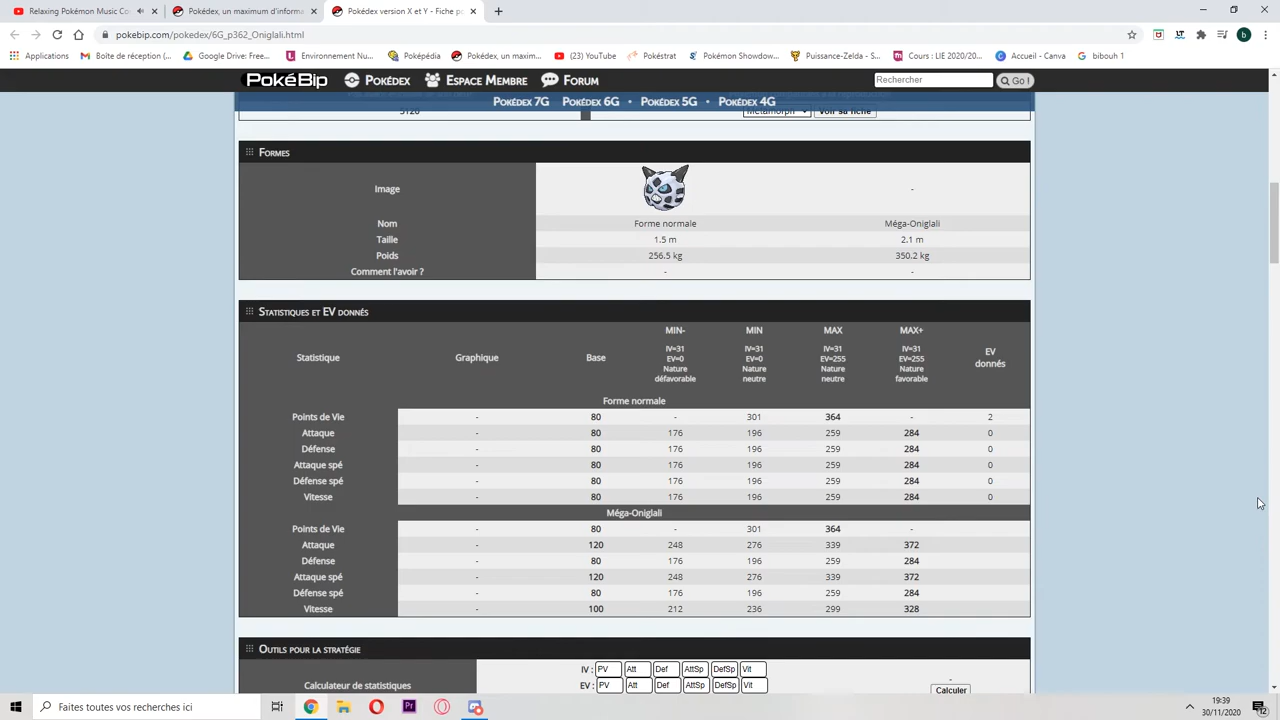 Relaxing Pokémon Music Co
Pokédex, un maximum d'informa
Pokédex version X et Y - Fiche po
pokebip.com/pokedex/6G_p362_Oniglali.html
b
Applications
Boîte de réception (...
Google Drive: Free...
Environnement Nu...
Poképédia
Pokédex, un maxim...
(23) YouTube
Pokéstrat
Pokémon Showdow...
Puissance-Zelda - S...
Cours : LIE 2020/20...
Accueil - Canva
bibouh 1
PokéBip
Pokédex
Espace Membre
Forum
Rechercher
Go !
Pokédex 7G Pokédex 6G • Pokédex 5G • Pokédex 4G
5120
Métamorph
Voir sa fiche
Formes
Image
-
Nom
Forme normale
Méga-Oniglali
Taille
1.5 m
2.1 m
Poids
256.5 kg
350.2 kg
Comment l'avoir ?
-
-
Statistiques et EV donnés
Statistique
Graphique
Base
MIN-
IV=31
EV=0
Nature
défavorable
MIN
IV=31
EV=0
Nature
neutre
MAX
IV=31
EV=255
Nature
neutre
MAX+
IV=31
EV=255
Nature
favorable
EV
donnés
Forme normale
Points de Vie - 80 - 301 364 - 2
Attaque - 80 176 196 259 284 0
Défense - 80 176 196 259 284 0
Attaque spé - 80 176 196 259 284 0
Défense spé - 80 176 196 259 284 0
Vitesse - 80 176 196 259 284 0
Méga-Oniglali
Points de Vie - 80 - 301 364 -
Attaque - 120 248 276 339 372
Défense - 80 176 196 259 284
Attaque spé - 120 248 276 339 372
Défense spé - 80 176 196 259 284
Vitesse - 100 212 236 299 328
Outils pour la stratégie
Calculateur de statistiques
IV : PV Att Def AttSp DefSp Vit
EV : PV Att Def AttSp DefSp Vit
-
Calculer
Faites toutes vos recherches ici
Pr
19:39
30/11/2020
12